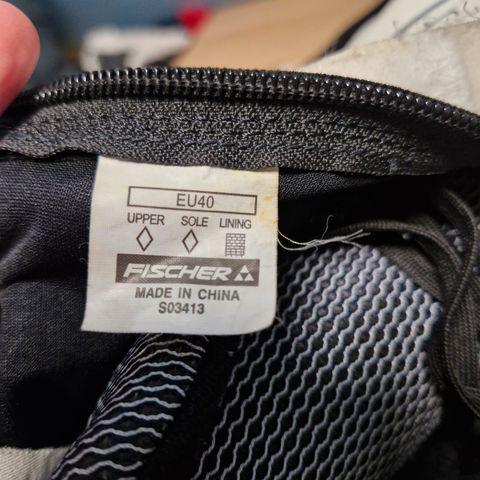 EU40
UPPER SOLE LINING
FISCHER
MADE IN CHINA
S03413